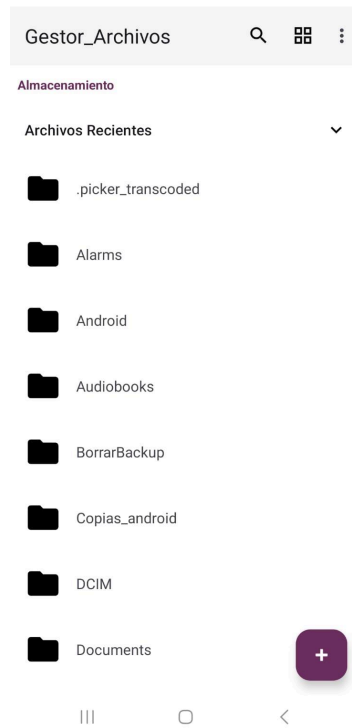 Gestor_Archivos
Almacenamiento
Archivos Recientes
.picker_transcoded
Alarms
Android
Audiobooks
BorrarBackup
Copias_android
DCIM
Documents
+